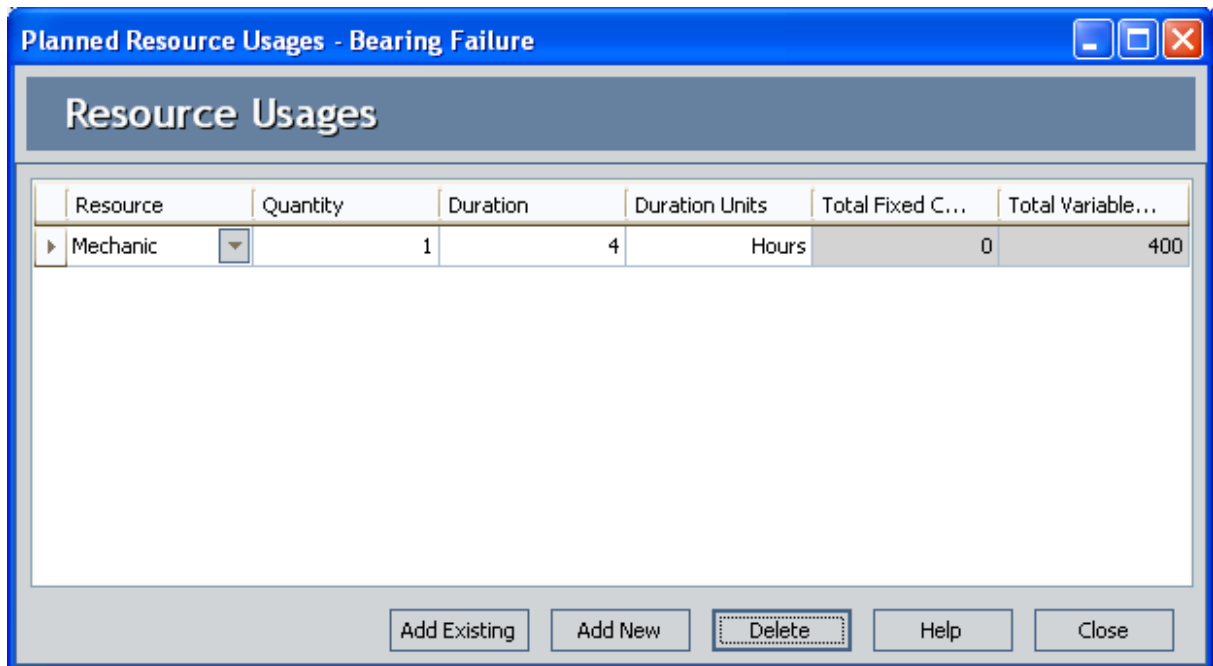 Planned Resource Usages - Bearing Failure
Resource Usages
Resource Quantity Duration Duration Units Total Fixed C... Total Variable...
Mechanic 1 4 Hours 0 400
Add Existing Add New Delete Help Close